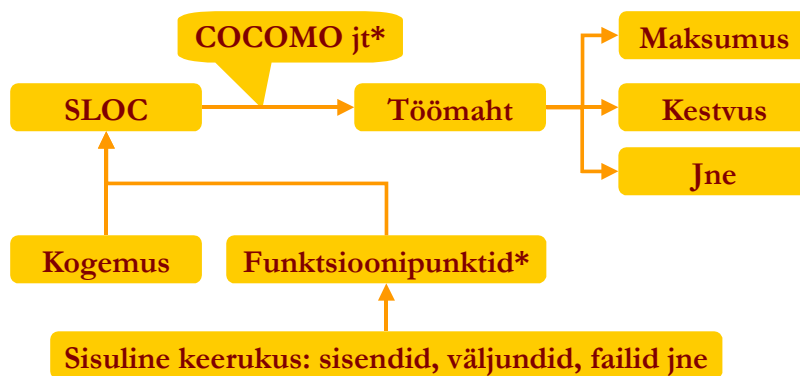 COCOMO jt*
Maksumus
SLOC
Töömaht
Kestvus
Jne
Kogemus
Funktsioonipunktid*
Sisuline keerukus: sisendid, väljundid, failid jne